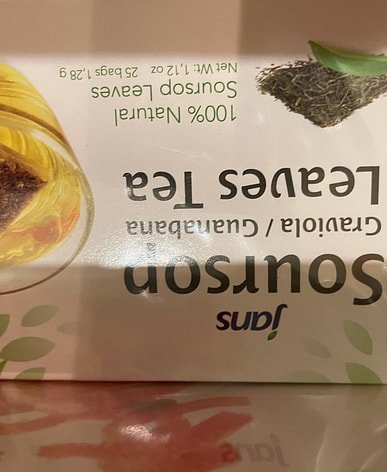 jans
Soursop
Graviola / Guanabana
Leaves Tea
100% Natural
Soursop Leaves
Net Wt: 1,12 oz 25 bags 1,28 g